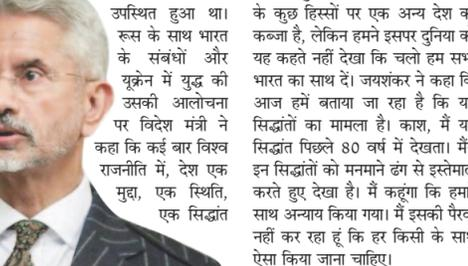 उपस्थित हुआ था।
रूस के साथ भारत
के संबंधों और
यूक्रेन में युद्ध की
उसकी आलोचना
पर विदेश मंत्री ने
कहा कि कई बार विश्व
राजनीति में, देश एक
मुद्दा, एक स्थिति,
एक सिद्धांत
के कुछ हिस्सों पर एक अन्य देश क
कब्जा है, लेकिन हमने इसपर दुनिया क
यह कहते नहीं देखा कि चलो हम सभ
भारत का साथ दें। जयशंकर ने कहा कि
आज हमें बताया जा रहा है कि य
सिद्धांतों का मामला है। काश, मैं य
सिद्धांत पिछले 80 वर्ष में देखता। मैं
इन सिद्धांतों को मनमाने ढंग से इस्तेमा
करते हुए देखा है। मैं कहूंगा कि हमा
साथ अन्याय किया गया। मैं इसकी पैरव
नहीं कर रहा हूं कि हर किसी के सा
ऐसा किया जाना चाहिए।